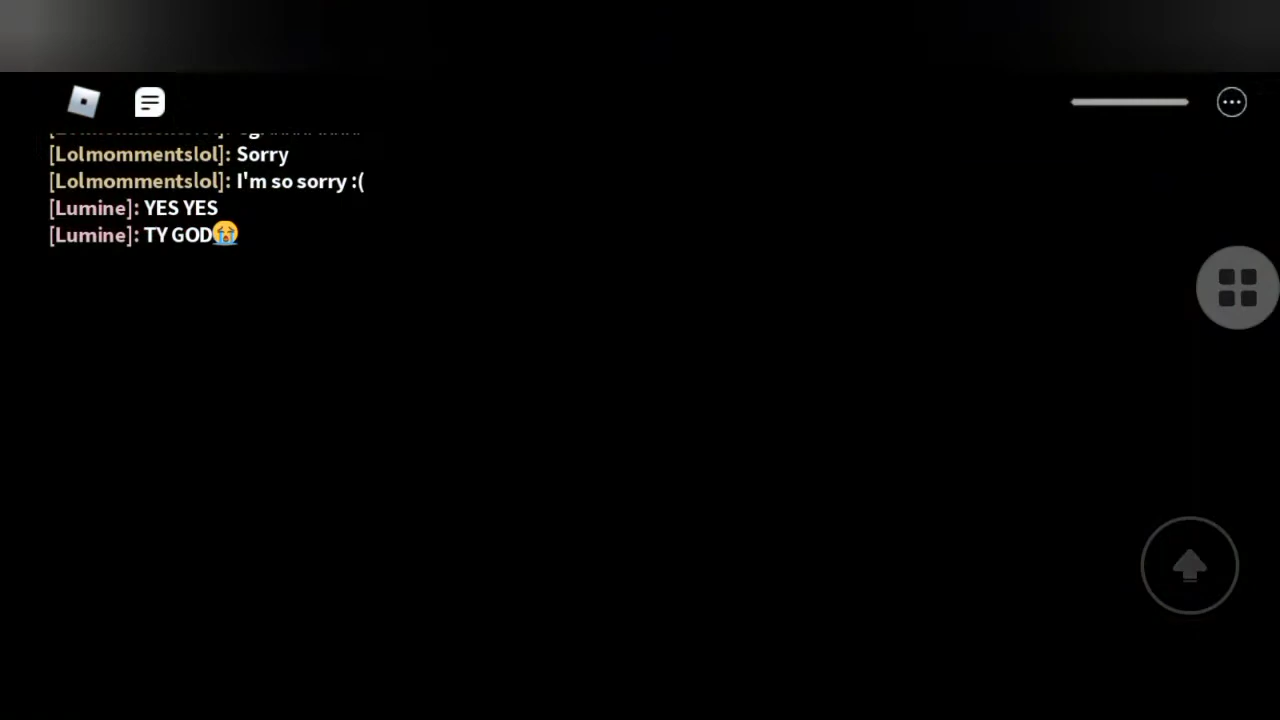 [Lolmommentslol]: Sorry
[Lolmommentslol]: I'm so sorry :(
[Lumine]: YES YES
[Lumine]: TY GOD😭